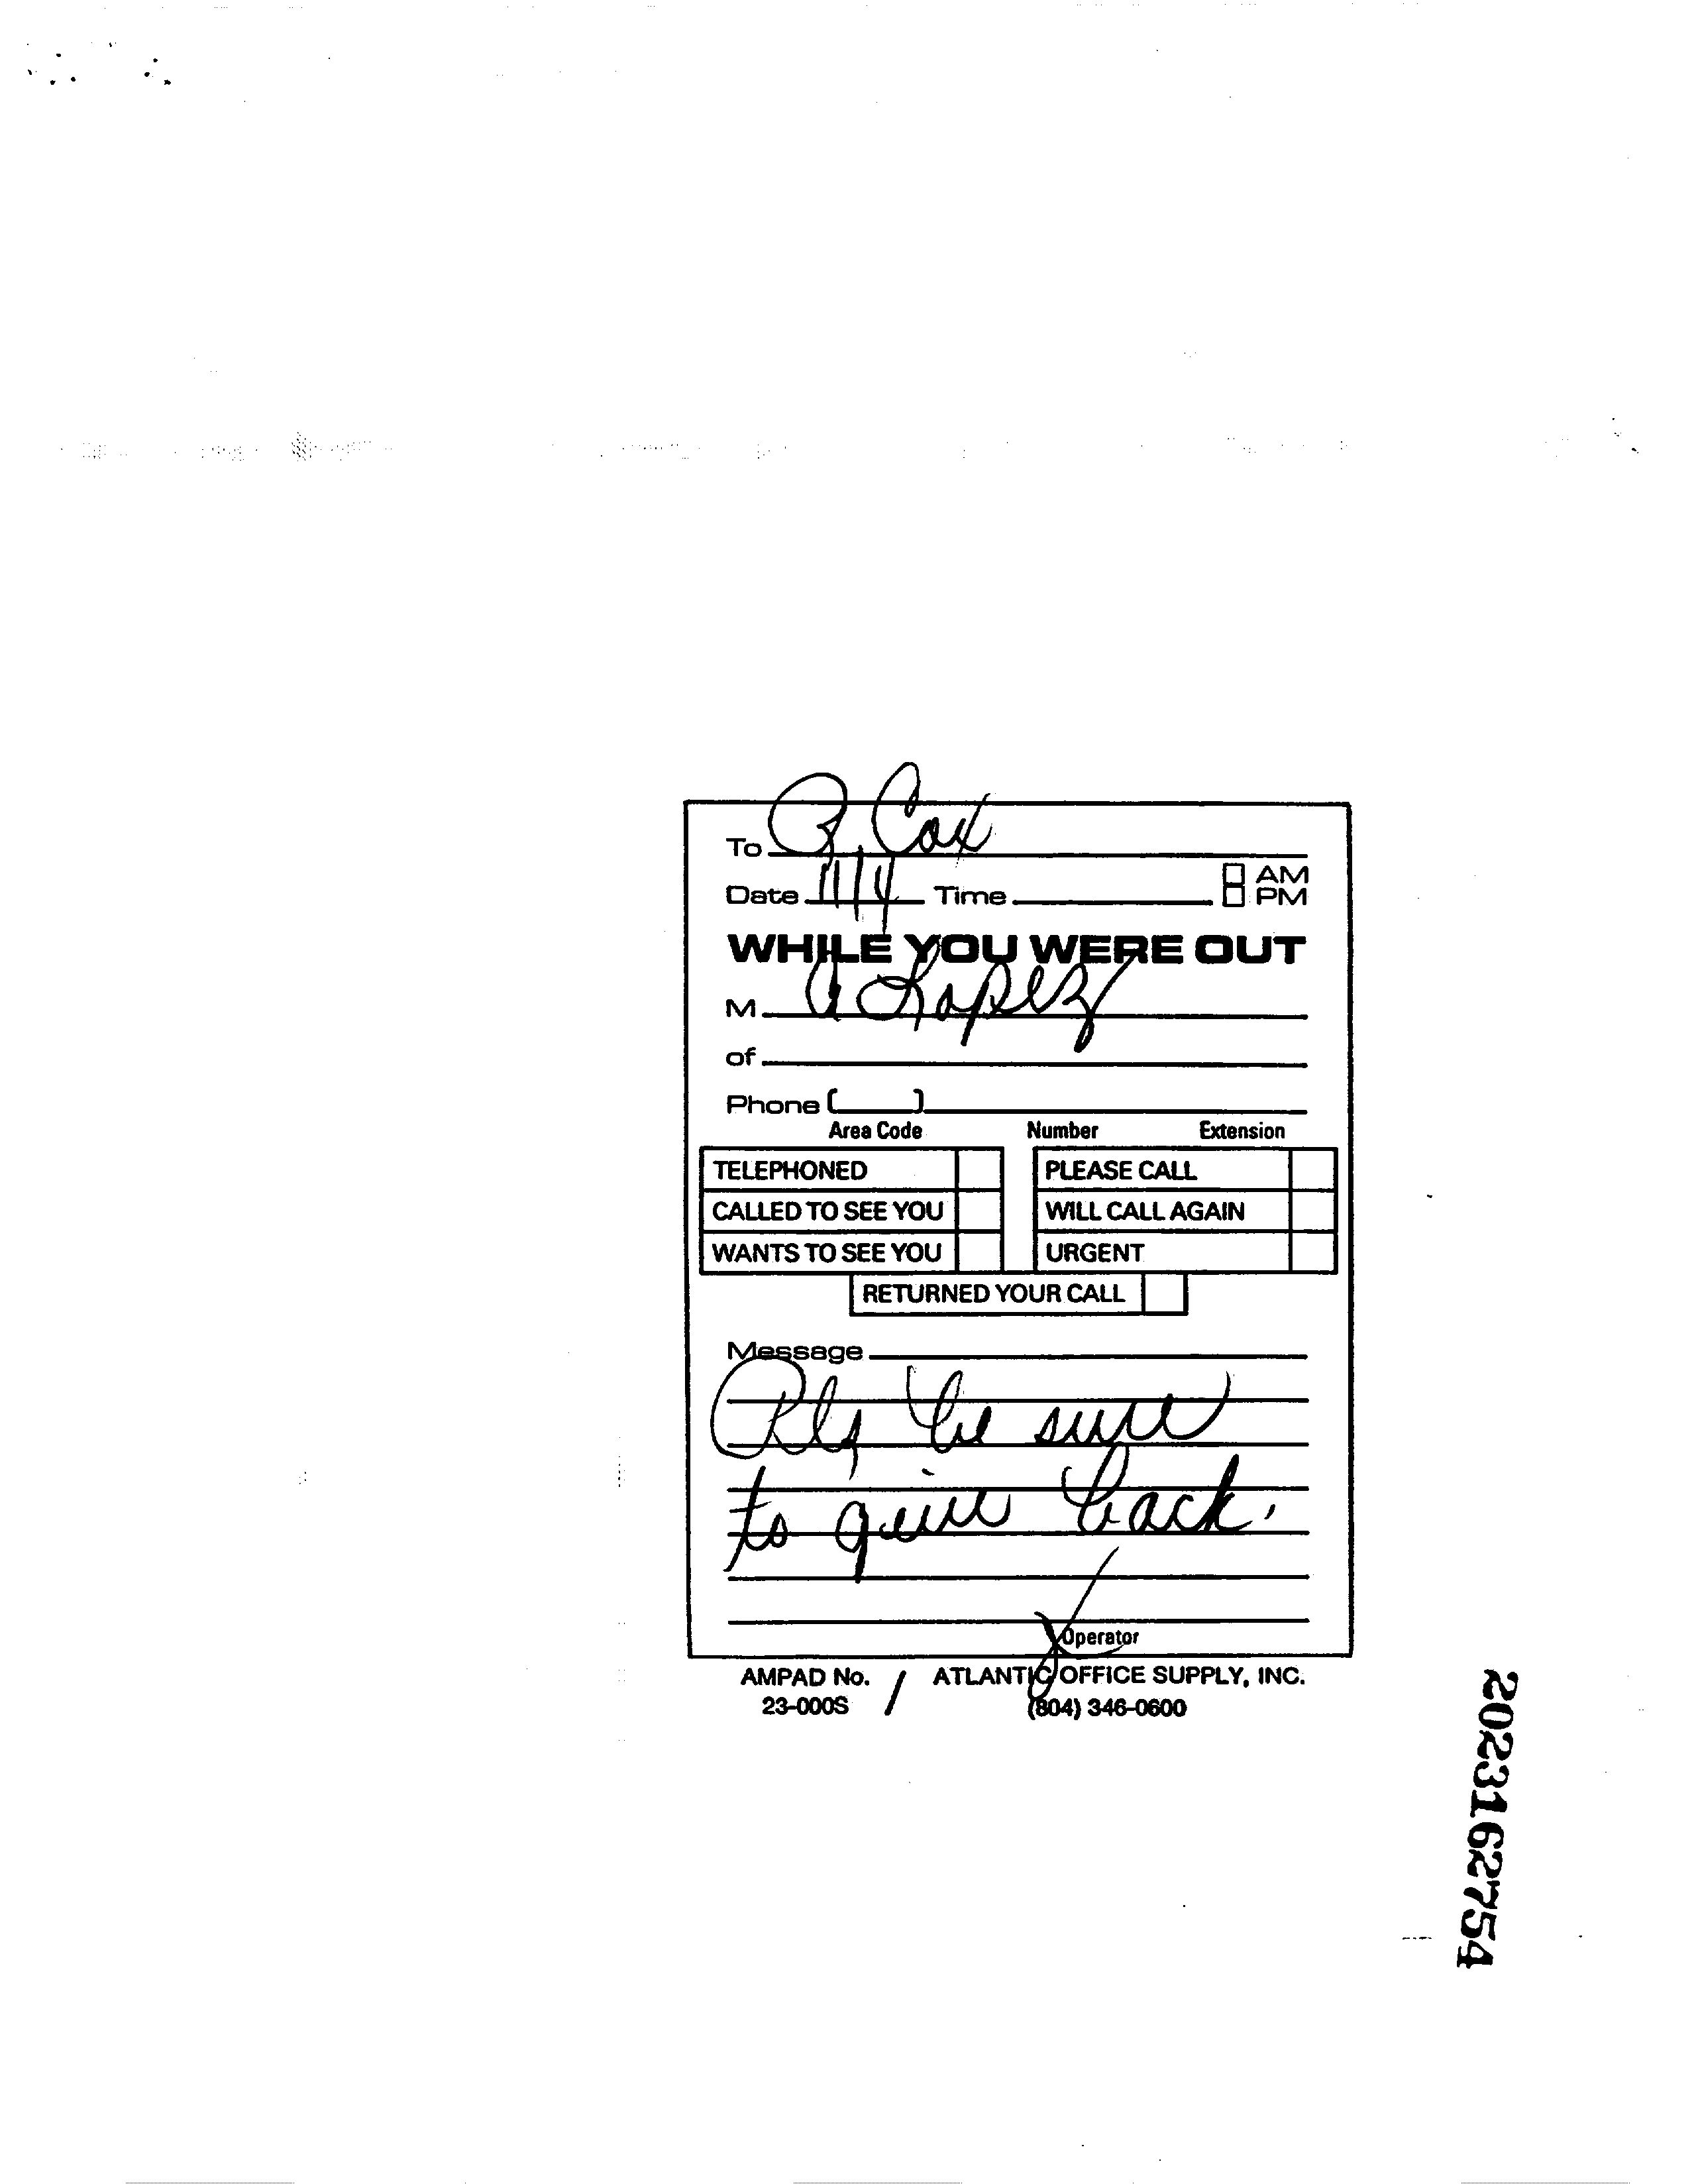 To R. Cox
Date 11/4 Time AM
PM
WHILE YOU WERE OUT
M A Lopez
of
Phone ( )
Area Code Number Extension
TELEPHONED PLEASE CALL
CALLED TO SEE YOU WILL CALL AGAIN
WANTS TO SEE YOU URGENT
RETURNED YOUR CALL
Message
Pls be sure
to give back.
Operator
AMPAD No. / ATLANTIC OFFICE SUPPLY, INC.
23-000S (804) 346-0600
2023162754